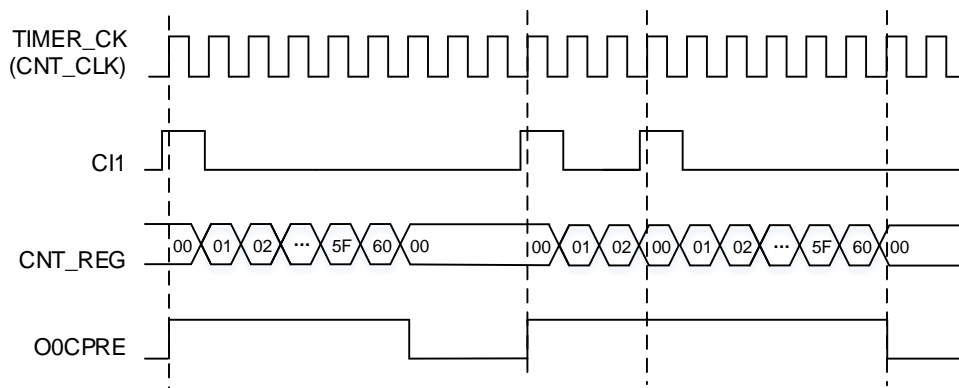 TIMER_CK
(CNT_CLK)
CI1
CNT_REG 00 01 02 ... 5F 60 00 00 01 02 00 01 02 ... 5F 60 00
O0CPRE